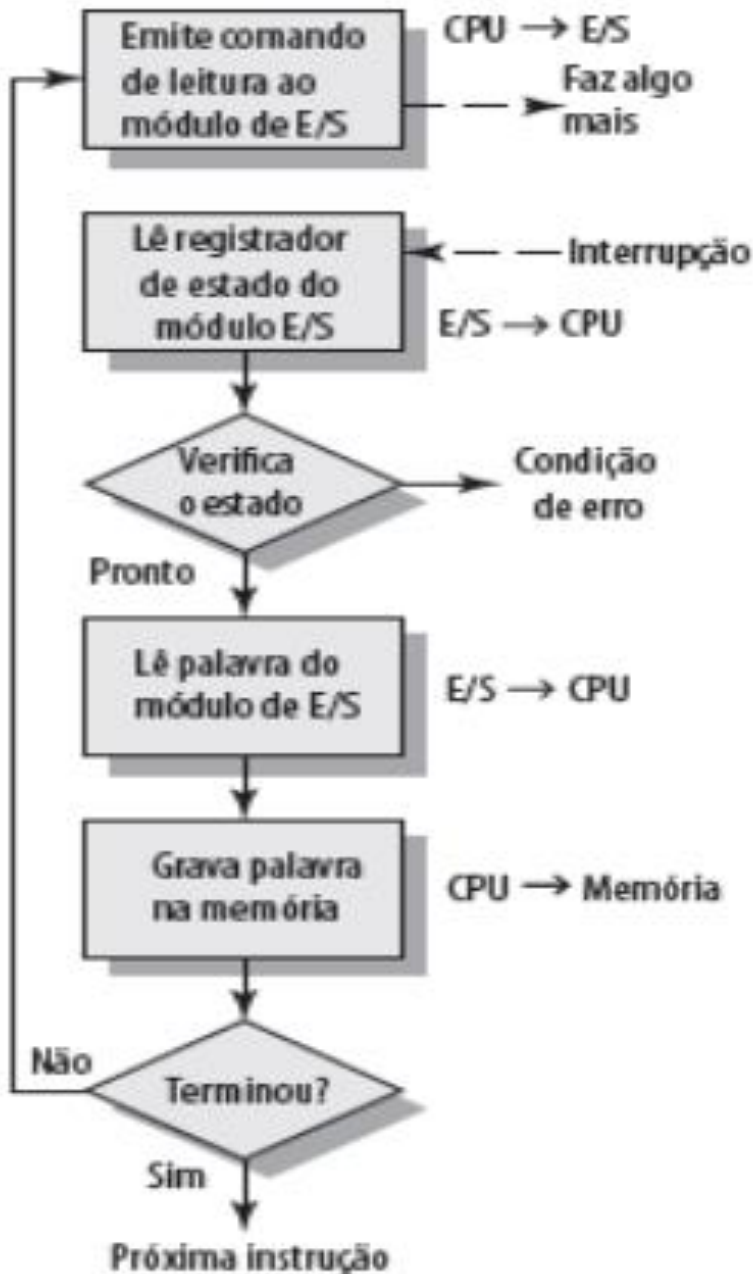 Emite comando
de leitura ao
módulo de E/S
CPU → E/S
Faz algo
mais
Lê registrador
de estado do
módulo E/S
Interrupção
E/S → CPU
Verifica
o estado
Condição
de erro
Pronto
Lê palavra do
módulo de E/S
E/S → CPU
Grava palavra
na memória
CPU → Memória
Não
Terminou?
Sim
Próxima instrução